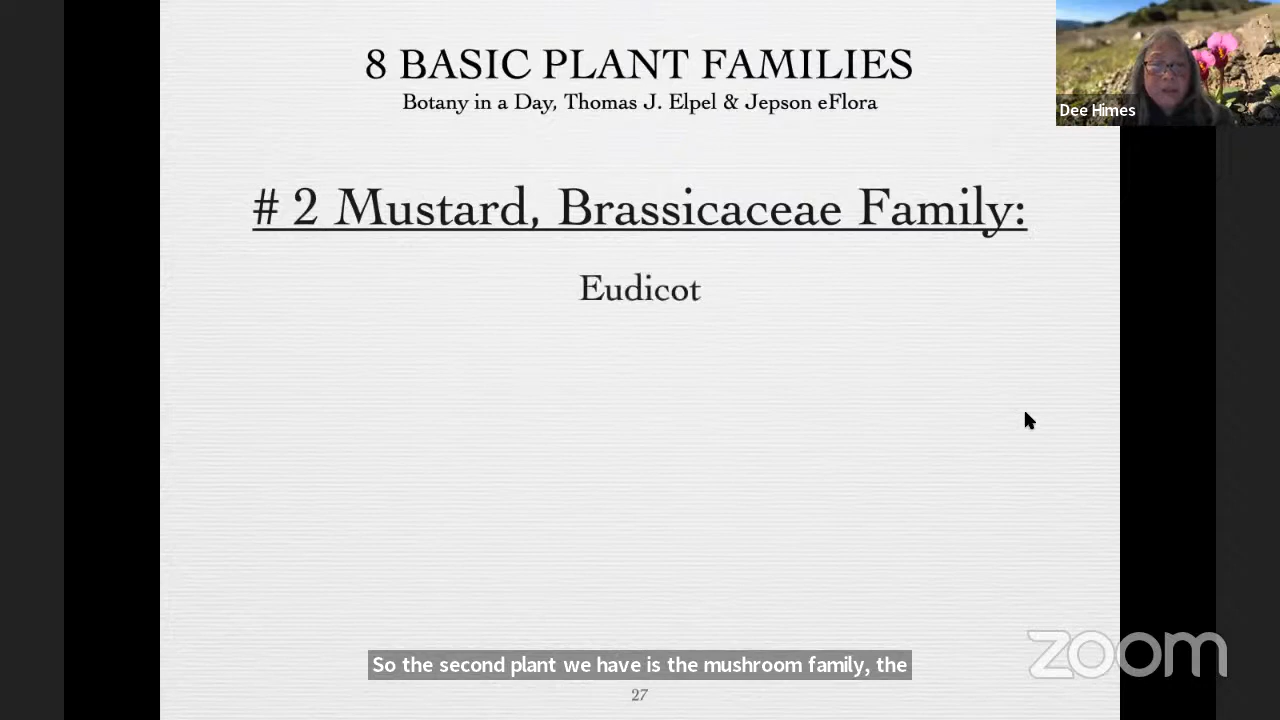 8 BASIC PLANT FAMILIES
Botany in a Day, Thomas J. Elpel & Jepson eFlora
Dee Himes
# 2 Mustard, Brassicaceae Family:
Eudicot
So the second plant we have is the mushroom family, the
zoom
27